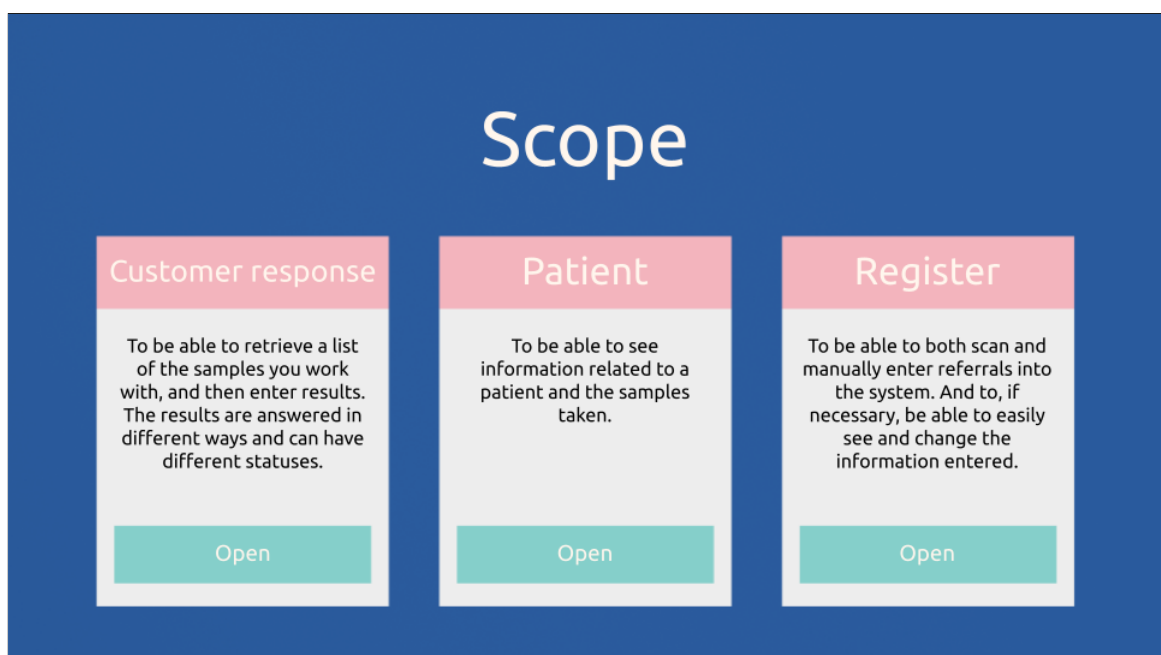 Scope
Customer response
To be able to retrieve a list
of the samples you work
with, and then enter results.
The results are answered in
different ways and can have
different statuses.
Open
Patient
To be able to see
information related to a
patient and the samples
taken.
Open
Register
To be able to both scan and
manually enter referrals into
the system. And to, if
necessary, be able to easily
see and change the
information entered.
Open